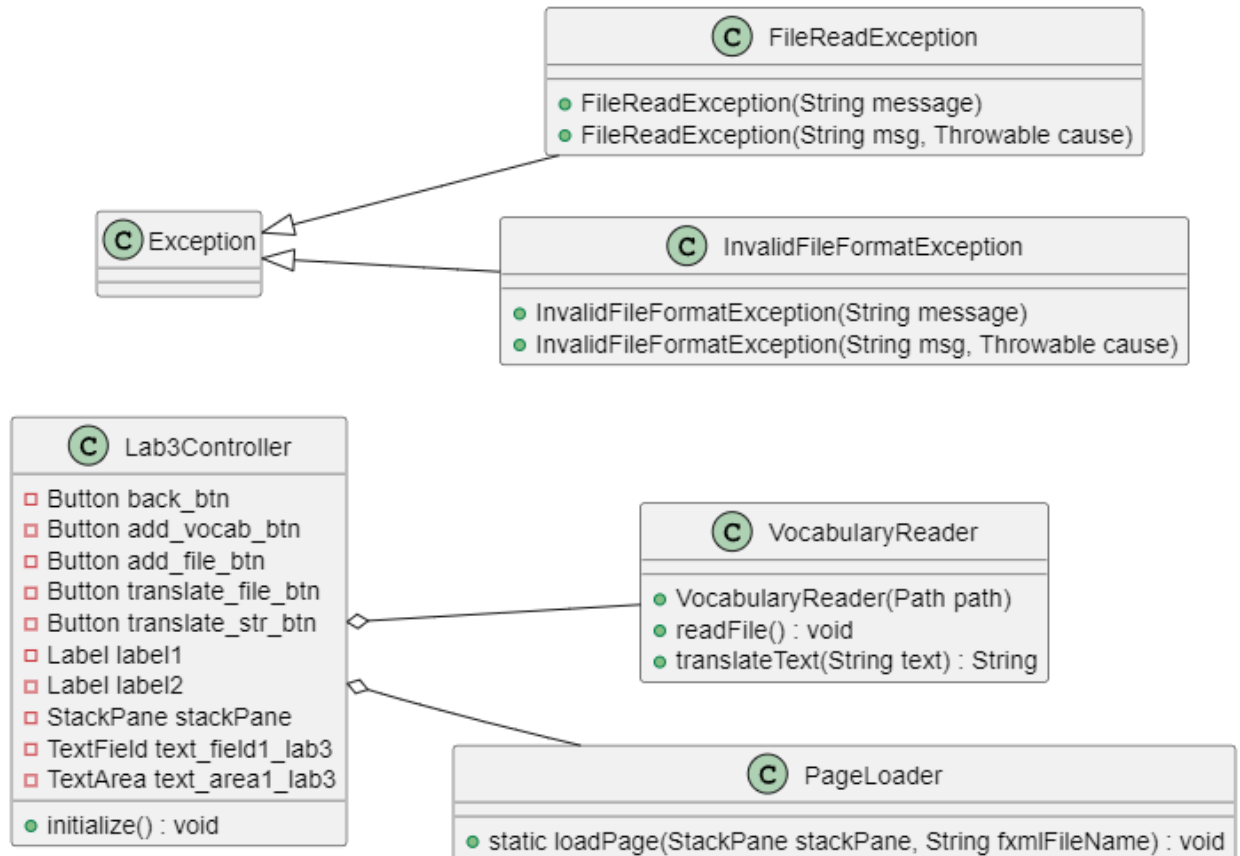 C FileReadException
FileReadException(String message)
FileReadException(String msg, Throwable cause)
C Exception
C InvalidFileFormatException
InvalidFileFormatException(String message)
InvalidFileFormatException(String msg, Throwable cause)
C Lab3Controller
Button back_btn
Button add_vocab_btn
Button add_file_btn
Button translate_file_btn
Button translate_str_btn
Label label1
Label label2
StackPane stackPane
TextField text_field1_lab3
TextArea text_area1_lab3
initialize() : void
C VocabularyReader
VocabularyReader(Path path)
readFile() : void
translateText(String text) : String
C PageLoader
static loadPage(StackPane stackPane, String fxmlFileName) : void